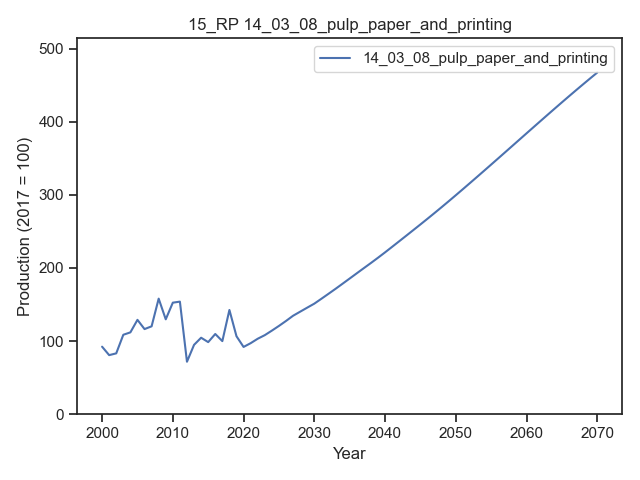 15_RP 14_03_08_pulp_paper_and_printing
14_03_08_pulp_paper_and_printing
Production (2017 = 100)
500
400
300
200
100
0
2000 2010 2020 2030 2040 2050 2060 2070
Year